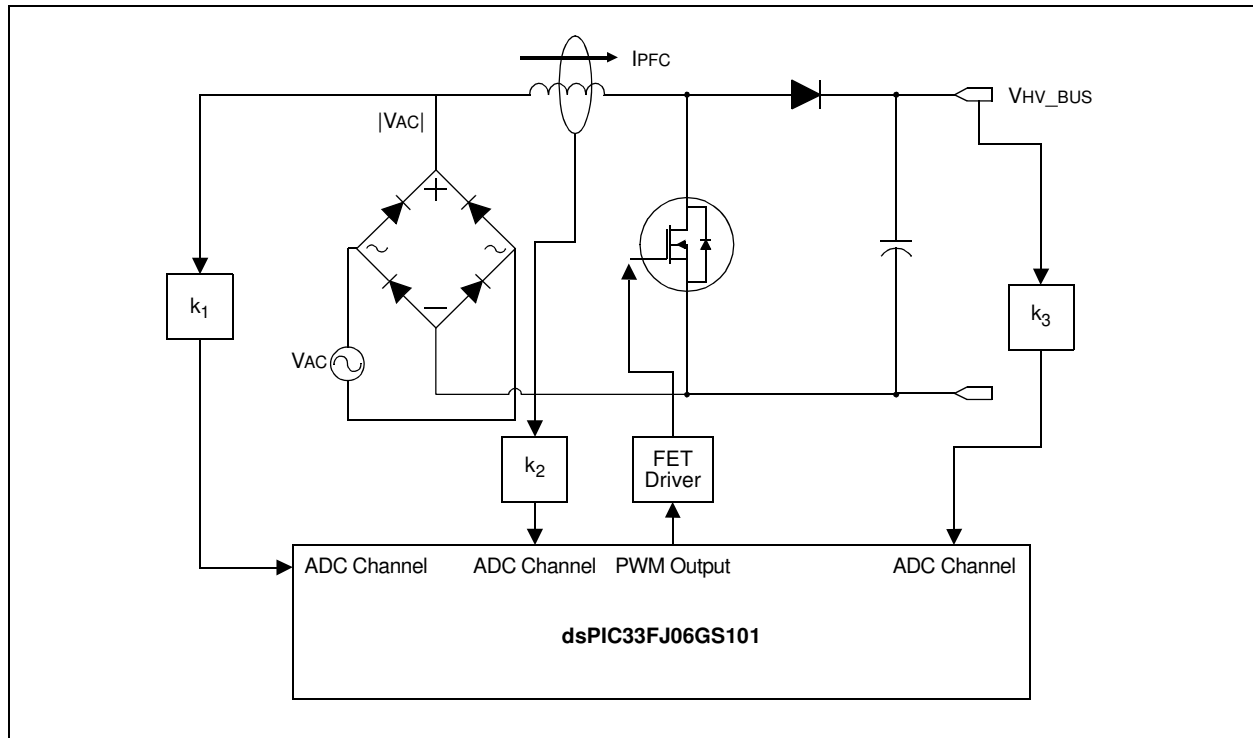 IPFC
VHV_BUS
|VAC|
+
~ ~
k1
−
k3
VAC
k2
FET
Driver
ADC Channel ADC Channel PWM Output ADC Channel
dsPIC33FJ06GS101